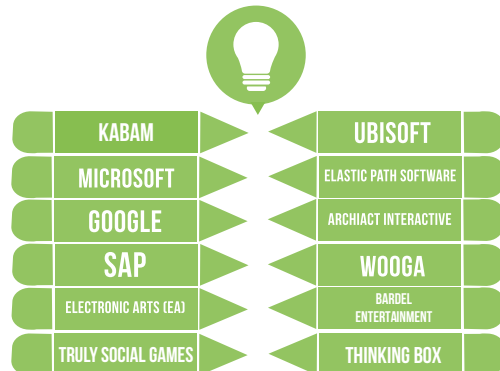 KABAM
MICROSOFT
GOOGLE
SAP
ELECTRONIC ARTS (EA)
TRULY SOCIAL GAMES
UBISOFT
ELASTIC PATH SOFTWARE
ARCHIACT INTERACTIVE
WOOGA
BARDEL
ENTERTAINMENT
THINKING BOX